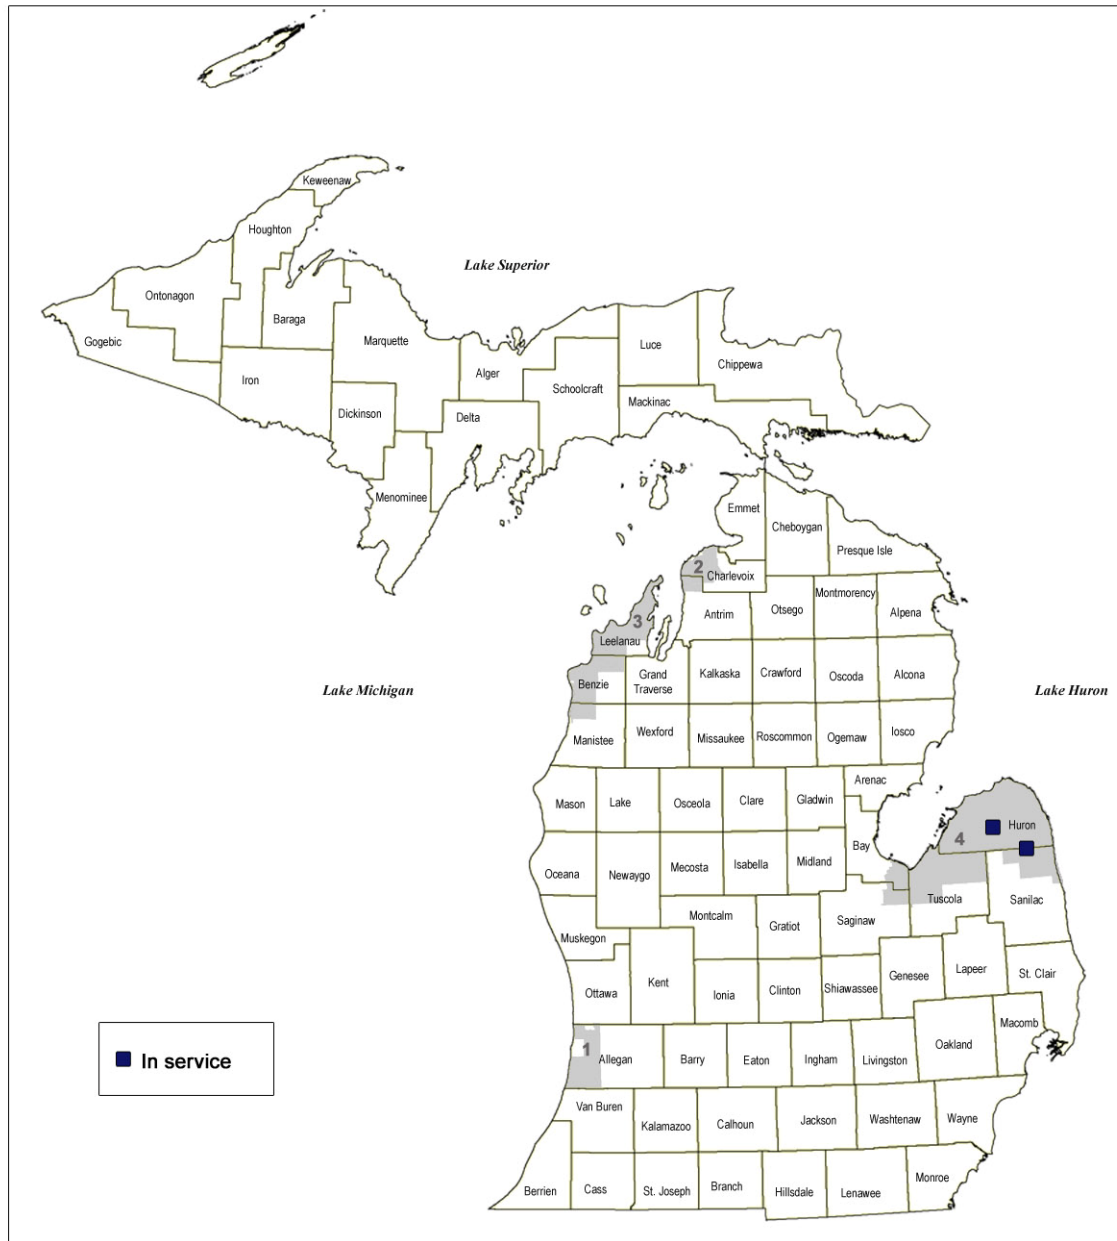 Keweenaw
Houghton
Lake Superior
Ontonagon
Baraga
Gogebic
Marquette
Luce
Chippewa
Iron
Alger
Schoolcraft
Mackinac
Dickinson
Delta
Menominee
Emmet
Cheboygan
Presque Isle
2
Charlevoix
Antrim
Otsego
Montmorency
Alpena
3
Leelanau
Benzie
Grand
Traverse
Kalkaska
Crawford
Oscoda
Alcona
Lake Michigan
Lake Huron
Manistee
Wexford
Missaukee
Roscommon
Ogemaw
Iosco
Arenac
Mason
Lake
Osceola
Clare
Gladwin
Huron
4
Bay
Oceana
Newaygo
Mecosta
Isabella
Midland
Tuscola
Sanilac
Montcalm
Gratiot
Saginaw
Muskegon
Ottawa
Kent
Ionia
Clinton
Shiawassee
Genesee
Lapeer
St. Clair
1
Allegan
Barry
Eaton
Ingham
Livingston
Oakland
Macomb
In service
Van Buren
Kalamazoo
Calhoun
Jackson
Washtenaw
Wayne
Berrien
Cass
St. Joseph
Branch
Hillsdale
Lenawee
Monroe